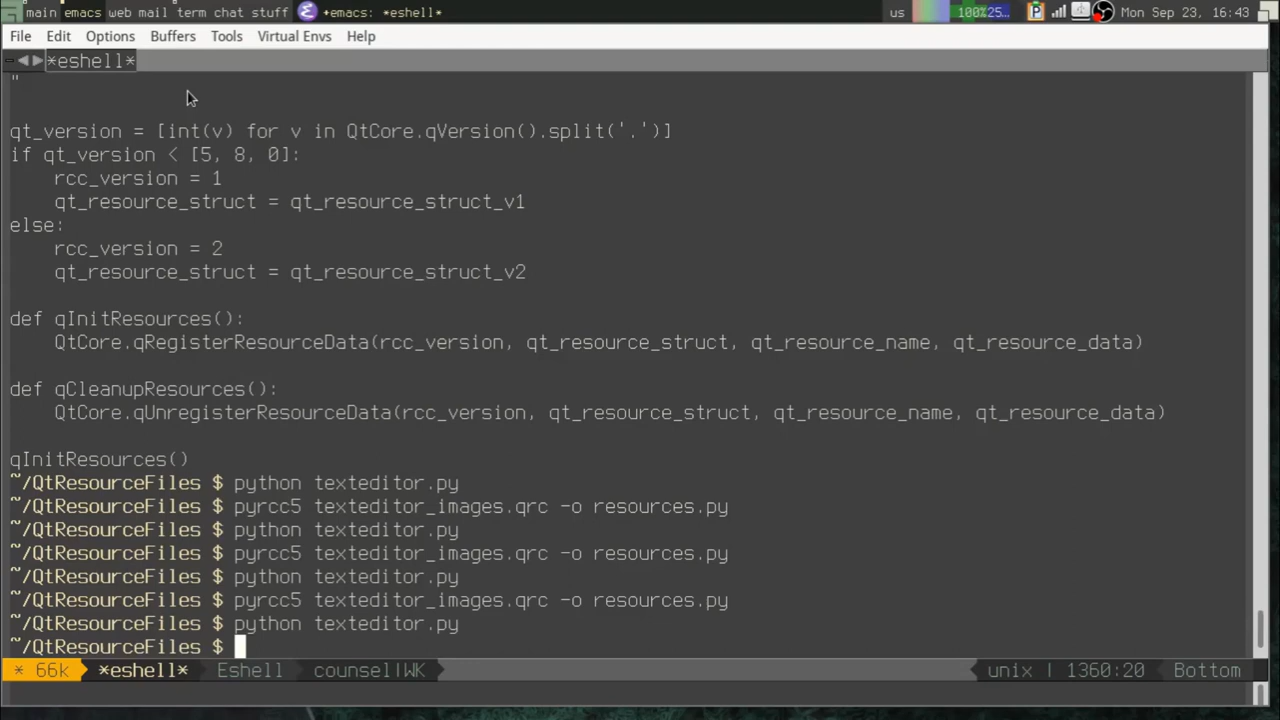 main emacs web mail term chat stuff +emacs: *eshell* us 100%25... Mon Sep 23, 16:43
File Edit Options Buffers Tools Virtual Envs Help
*eshell*
"
qt_version = [int(v) for v in QtCore.qVersion().split('.')]
if qt_version < [5, 8, 0]:
    rcc_version = 1
    qt_resource_struct = qt_resource_struct_v1
else:
    rcc_version = 2
    qt_resource_struct = qt_resource_struct_v2
def qInitResources():
    QtCore.qRegisterResourceData(rcc_version, qt_resource_struct, qt_resource_name, qt_resource_data)
def qCleanupResources():
    QtCore.qUnregisterResourceData(rcc_version, qt_resource_struct, qt_resource_name, qt_resource_data)
qInitResources()
~/QtResourceFiles $ python texteditor.py
~/QtResourceFiles $ pyrcc5 texteditor_images.qrc -o resources.py
~/QtResourceFiles $ python texteditor.py
~/QtResourceFiles $ pyrcc5 texteditor_images.qrc -o resources.py
~/QtResourceFiles $ python texteditor.py
~/QtResourceFiles $ pyrcc5 texteditor_images.qrc -o resources.py
~/QtResourceFiles $ python texteditor.py
~/QtResourceFiles $
* 66k *eshell* Eshell counsel|WK unix | 1360:20 Bottom